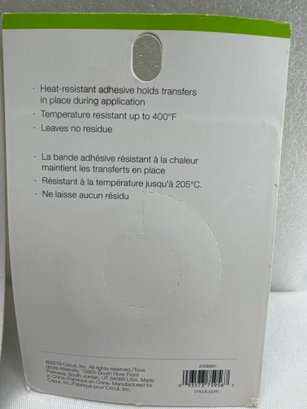 · Heat-resistant adhesive holds transfers
in place during application
· Temperature resistant up to 400°F
· Leaves no residue
· La bande adhésive résistant à la chaleur
maintient les transferts en place
· Résistant à la température jusqu'à 205°C.
· Ne laisse aucun résidu
©2019 Cricut, Inc. All rights reserved./Tous
droits réservés. 10855 South River Front
Parkway, South Jordan, UT 84095 USA. Made
in China./Fabriqué en Chine. Manufactured for
Cricut, Inc./Fabriqué pour Cricut, Inc.
cricut.com